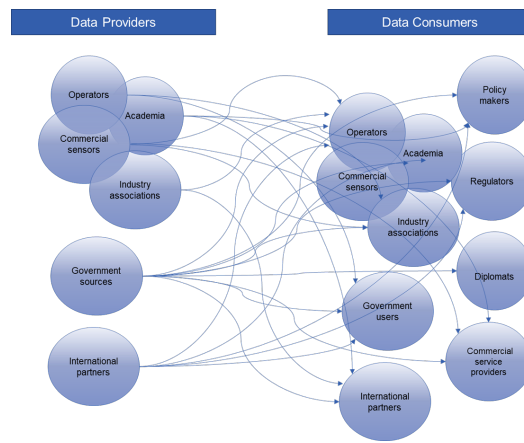 Data Providers
Data Consumers
Operators
Academia
Commercial
sensors
Industry
associations
Government
sources
International
partners
Operators
Academia
Commercial
sensors
Industry
associations
Government
users
International
partners
Policy
makers
Regulators
Diplomats
Commercial
service
providers